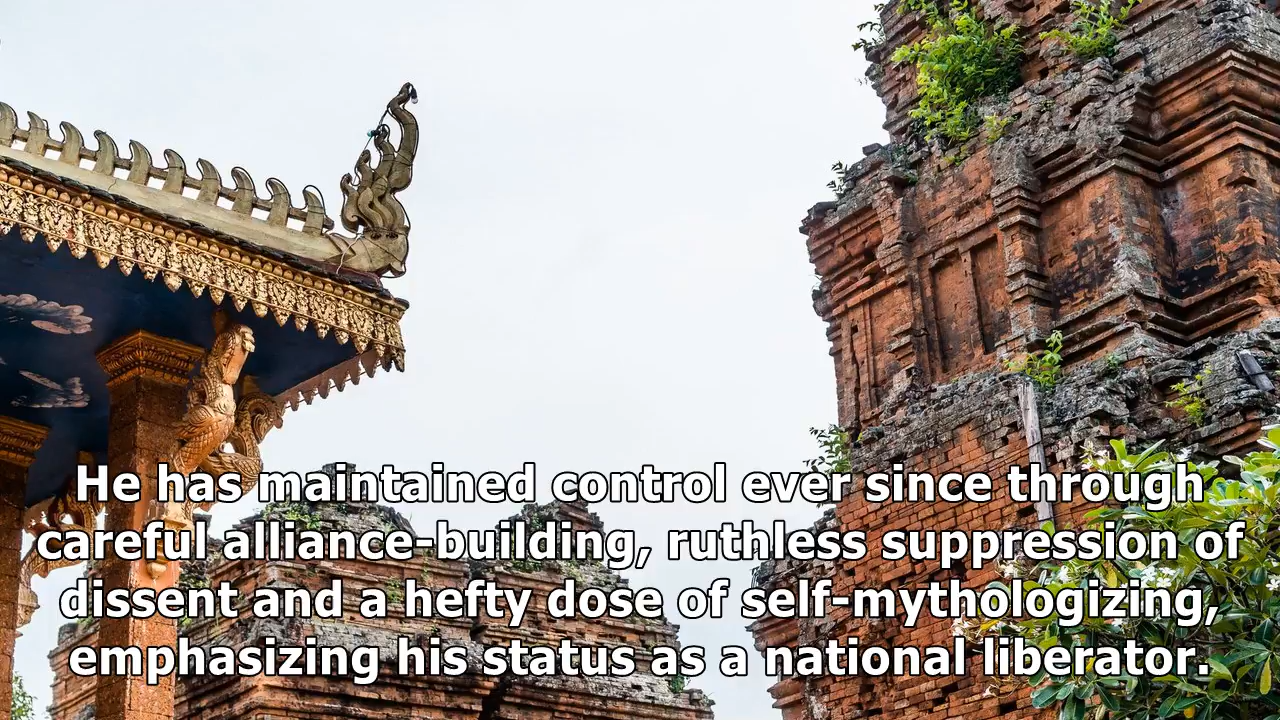 He has maintained control ever since through
careful alliance-building, ruthless suppression of
dissent and a hefty dose of self-mythologizing,
emphasizing his status as a national liberator.